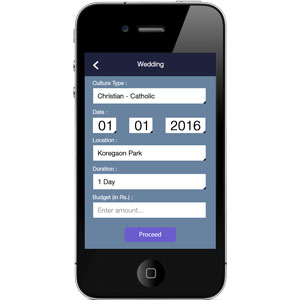 Wedding
Culture Type :
Christian - Catholic
Date :
01 01 2016
Location :
Koregaon Park
Duration :
1 Day
Budget (in Rs.) :
Enter amount...
Proceed